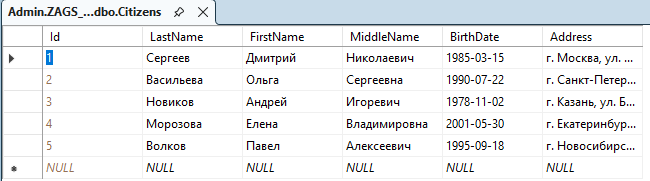 Admin.ZAGS_...dbo.Citizens
Id LastName FirstName MiddleName BirthDate Address
1 Сергеев Дмитрий Николаевич 1985-03-15 г. Москва, ул. ...
2 Васильева Ольга Сергеевна 1990-07-22 г. Санкт-Петер...
3 Новиков Андрей Игоревич 1978-11-02 г. Казань, ул. Б...
4 Морозова Елена Владимировна 2001-05-30 г. Екатеринбур...
5 Волков Павел Алексеевич 1995-09-18 г. Новосибирс...
NULL NULL NULL NULL NULL NULL